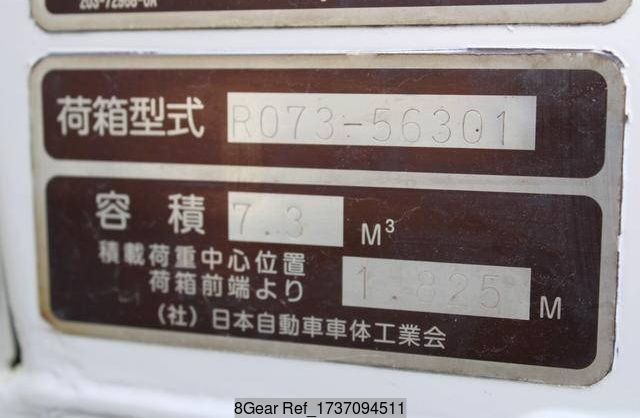 荷箱型式 R073-56301
容積 7.3 M³
積載荷重中心位置
荷箱前端より 1.825 M
(社)日本自動車車体工業会
8Gear Ref_1737094511